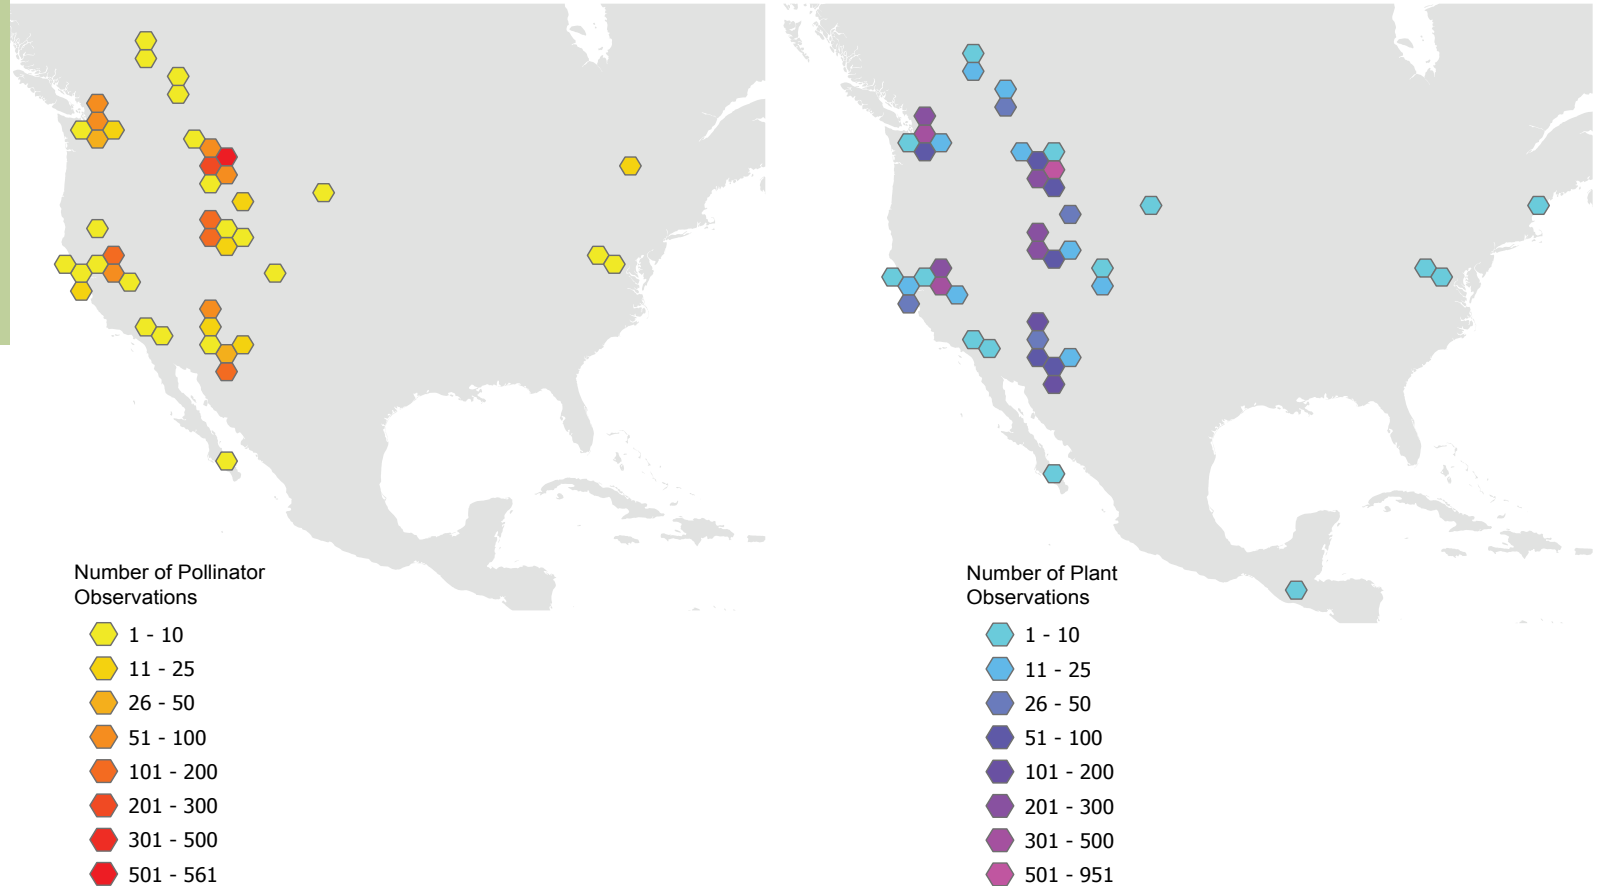 Number of Pollinator
Observations
1 - 10
11 - 25
26 - 50
51 - 100
101 - 200
201 - 300
301 - 500
501 - 561
Number of Plant
Observations
1 - 10
11 - 25
26 - 50
51 - 100
101 - 200
201 - 300
301 - 500
501 - 951